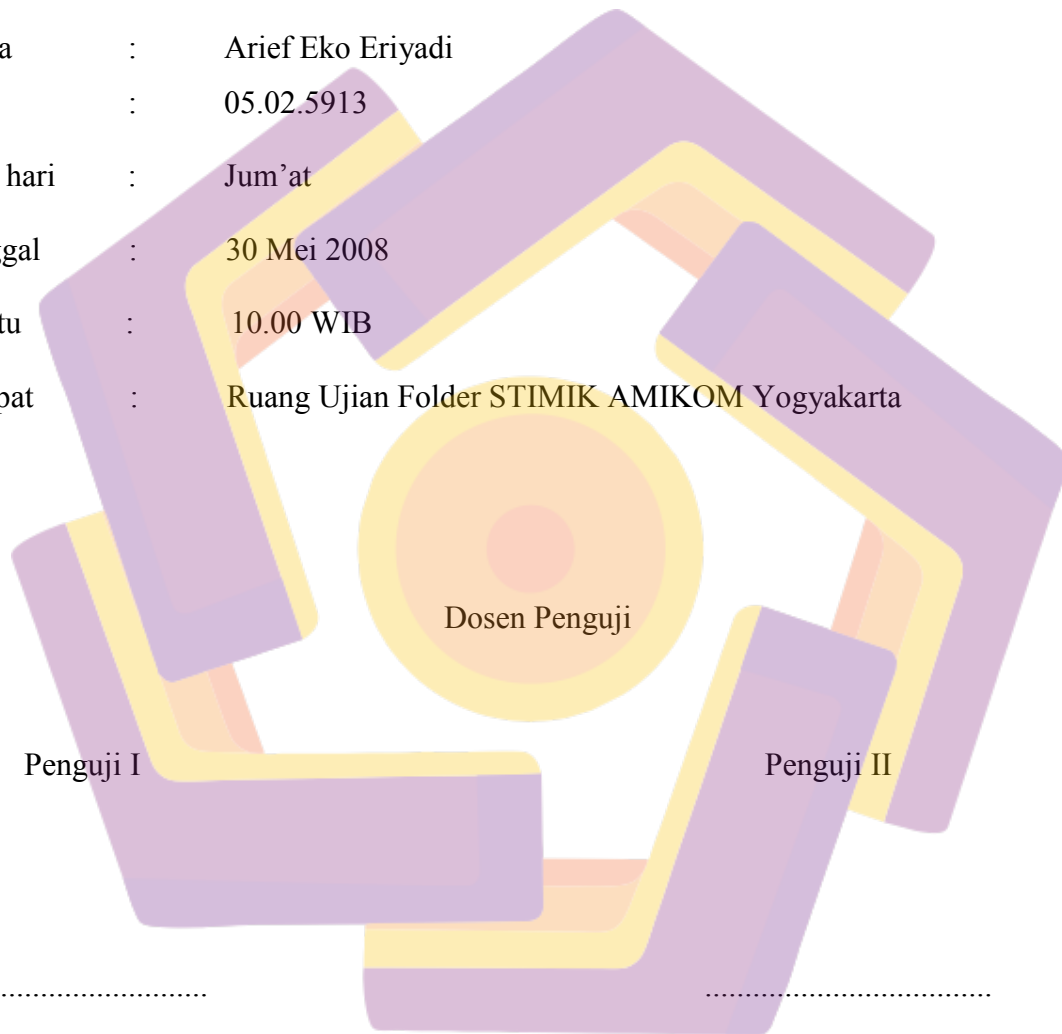 a : Arief Eko Eriyadi
: 05.02.5913
hari : Jum’at
ggal : 30 Mei 2008
tu : 10.00 WIB
pat : Ruang Ujian Folder STIMIK AMIKOM Yogyakarta
Dosen Penguji
Penguji I Penguji II
.......................... ...................................